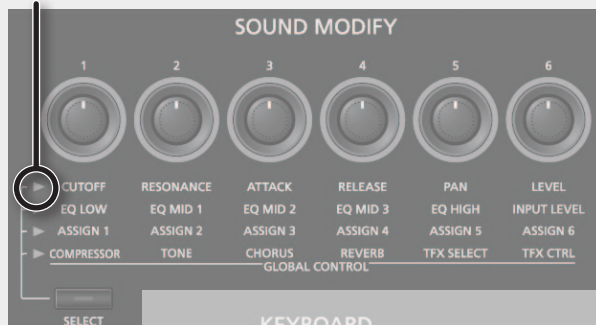 SOUND MODIFY
1 2 3 4 5 6
CUTOFF RESONANCE ATTACK RELEASE PAN LEVEL
EQ LOW EQ MID 1 EQ MID 2 EQ MID 3 EQ HIGH INPUT LEVEL
ASSIGN 1 ASSIGN 2 ASSIGN 3 ASSIGN 4 ASSIGN 5 ASSIGN 6
COMPRESSOR TONE CHORUS REVERB TFX SELECT TFX CTRL
GLOBAL CONTROL
SELECT
KEYBOARD